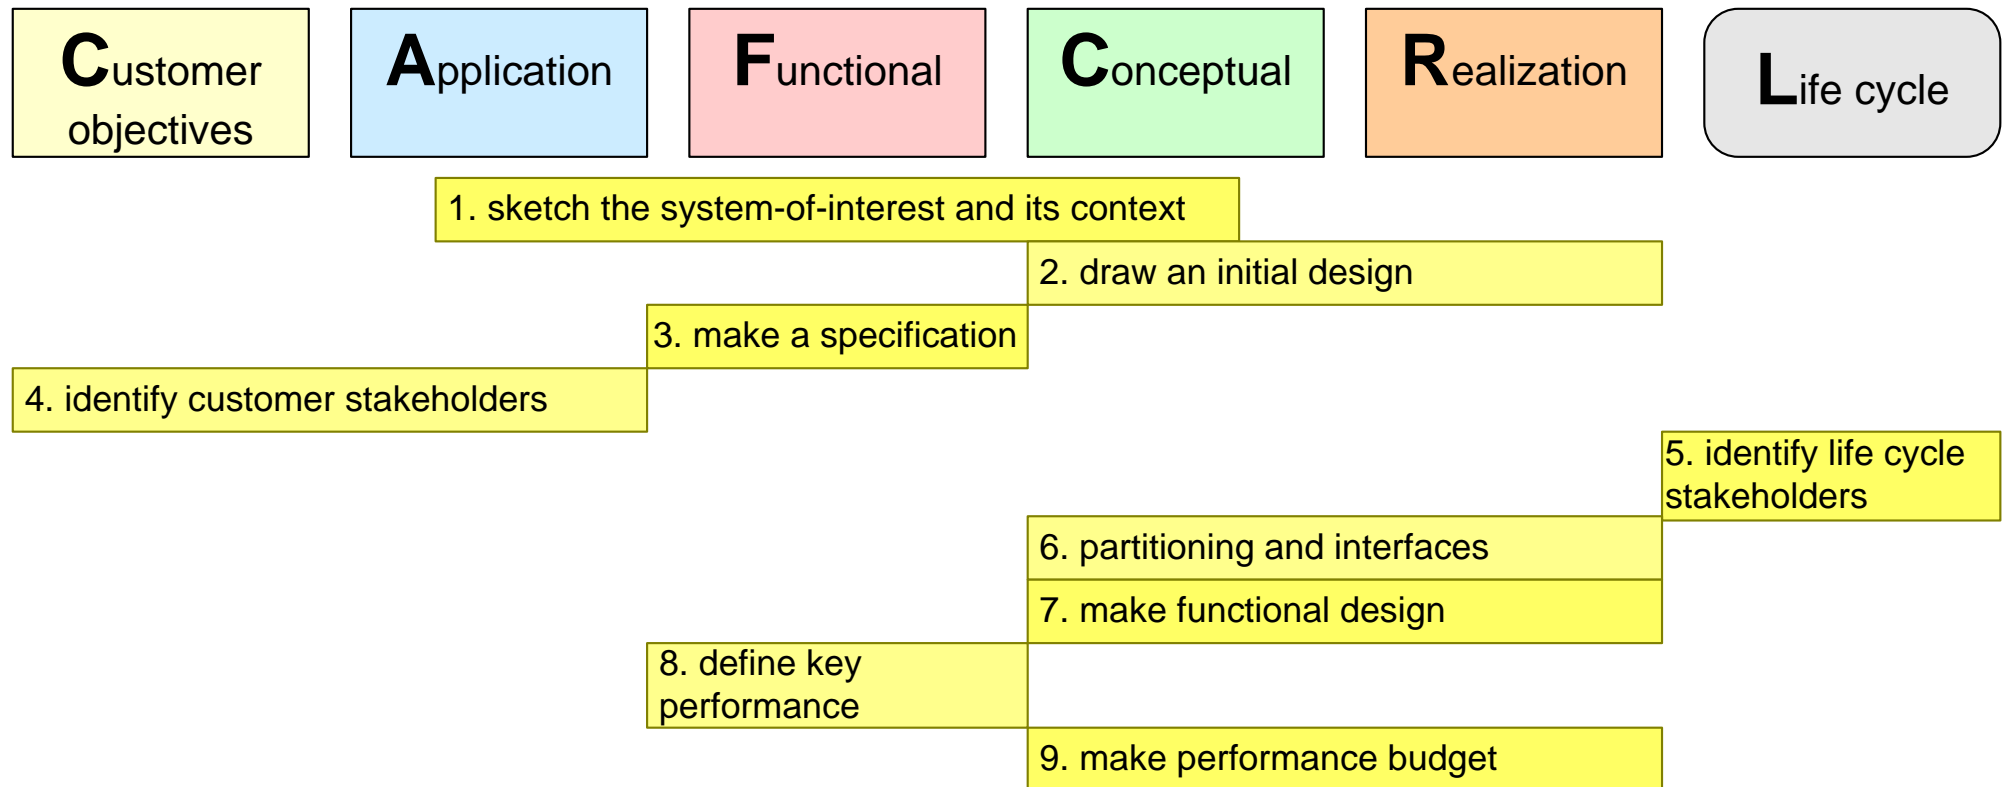 Customer
objectives
Application
Functional
Conceptual
Realization
Life cycle
1. sketch the system-of-interest and its context
2. draw an initial design
3. make a specification
4. identify customer stakeholders
5. identify life cycle
stakeholders
6. partitioning and interfaces
7. make functional design
8. define key
performance
9. make performance budget